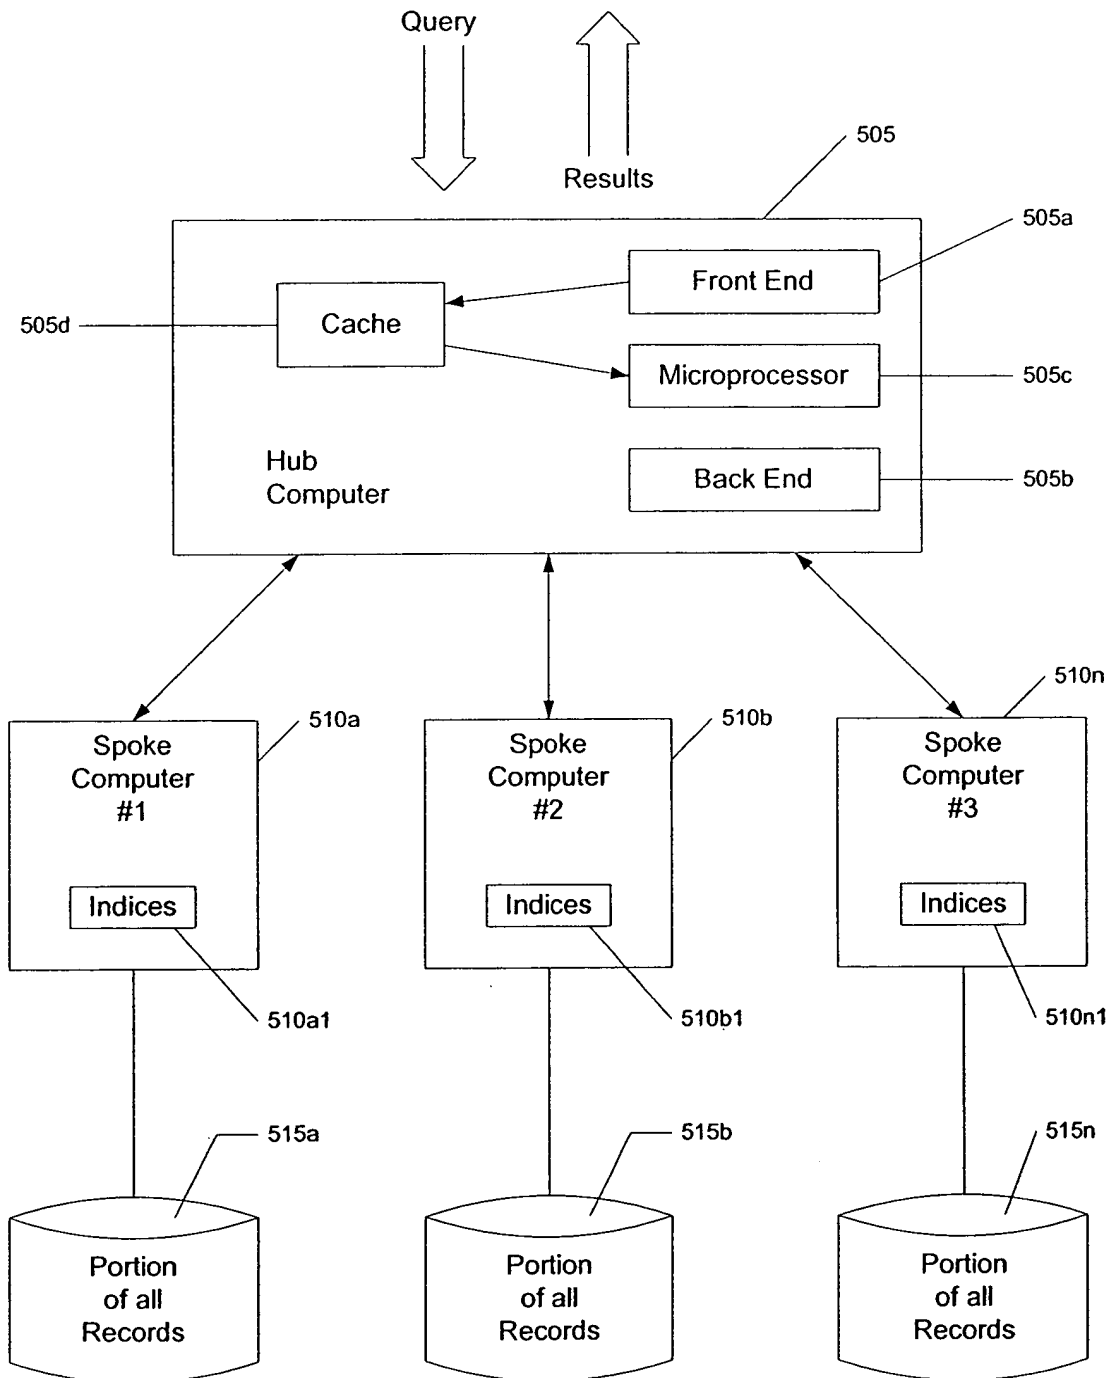 Query
Results
505
505a
Front End
Cache
505d
Microprocessor
505c
Hub
Computer
Back End
505b
510a
510b
510n
Spoke
Computer
#1
Spoke
Computer
#2
Spoke
Computer
#3
Indices
Indices
Indices
510a1
510b1
510n1
515a
515b
515n
Portion
of all
Records
Portion
of all
Records
Portion
of all
Records